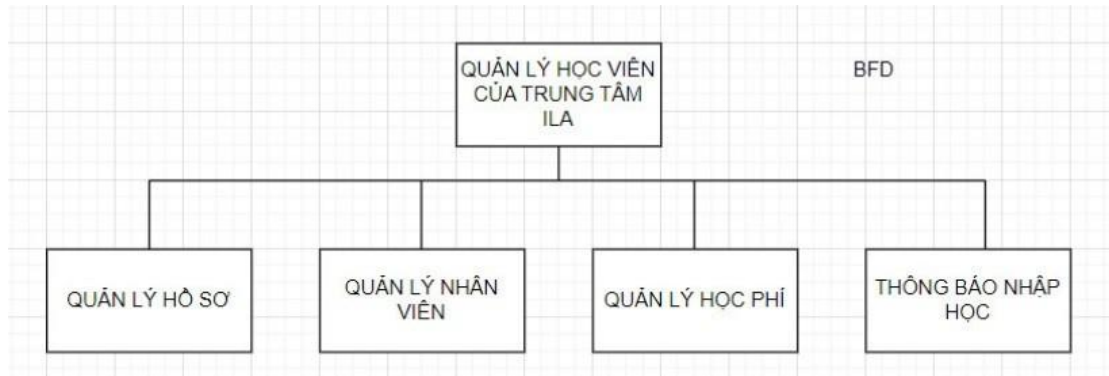 QUẢN LÝ HỌC VIÊN
CỦA TRUNG TÂM
ILA
BFD
QUẢN LÝ HỒ SƠ
QUẢN LÝ NHÂN
VIÊN
QUẢN LÝ HỌC PHÍ
THÔNG BÁO NHẬP
HỌC